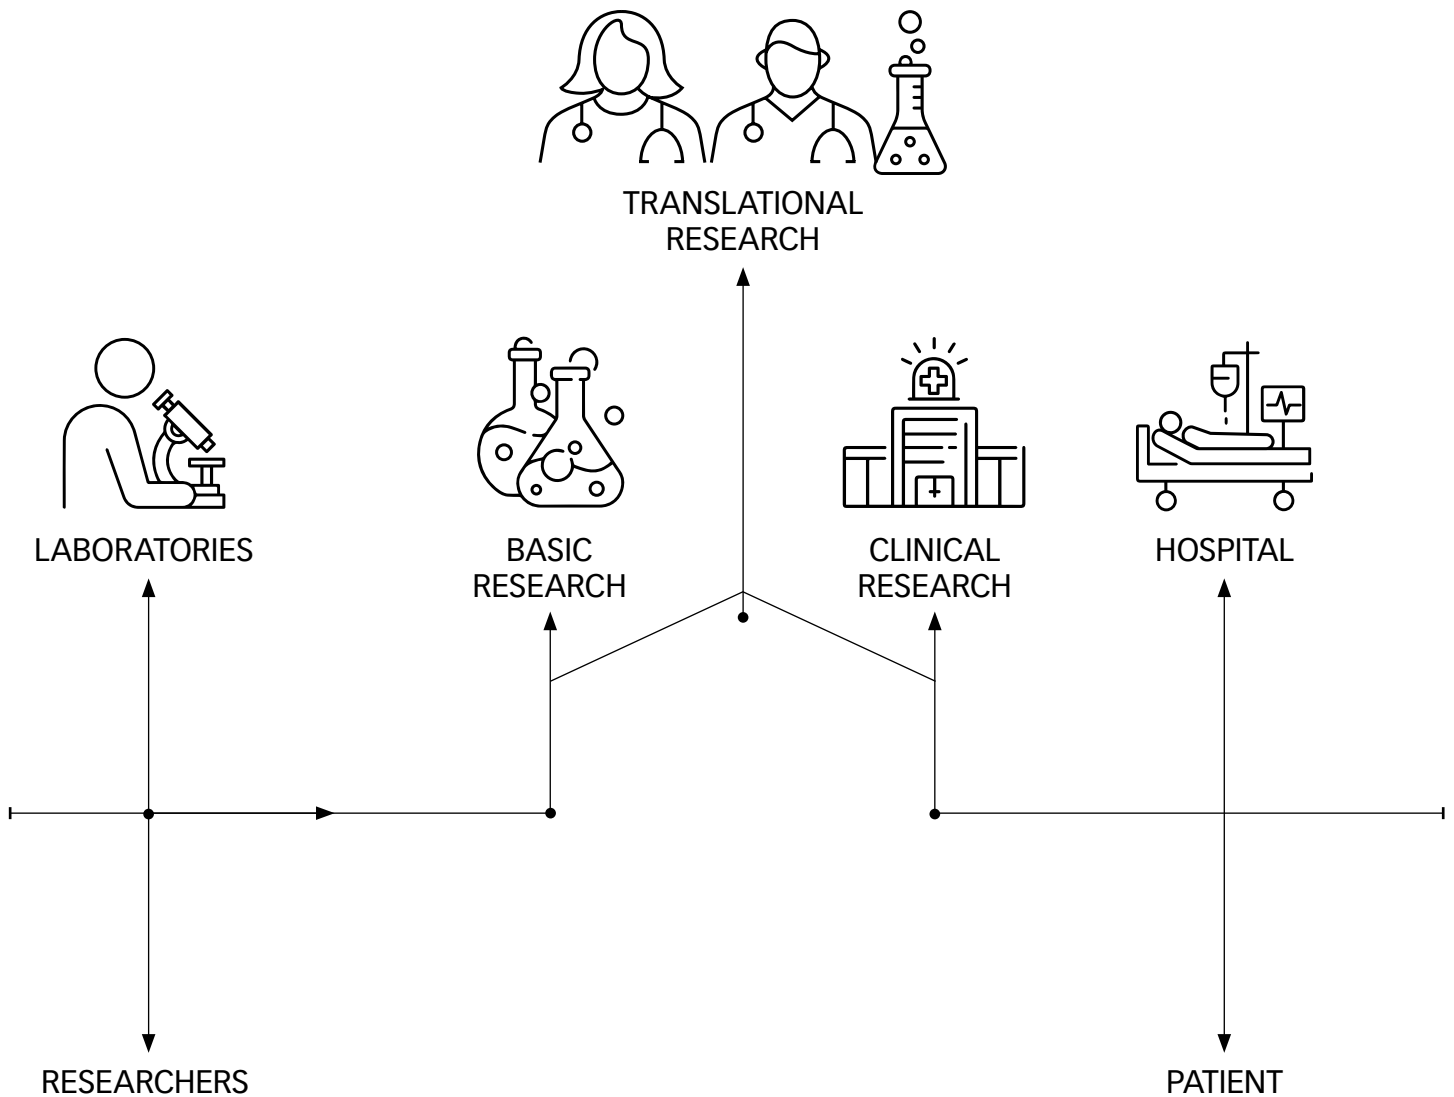 TRANSLATIONAL
RESEARCH
LABORATORIES
BASIC
RESEARCH
CLINICAL
RESEARCH
HOSPITAL
RESEARCHERS
PATIENT